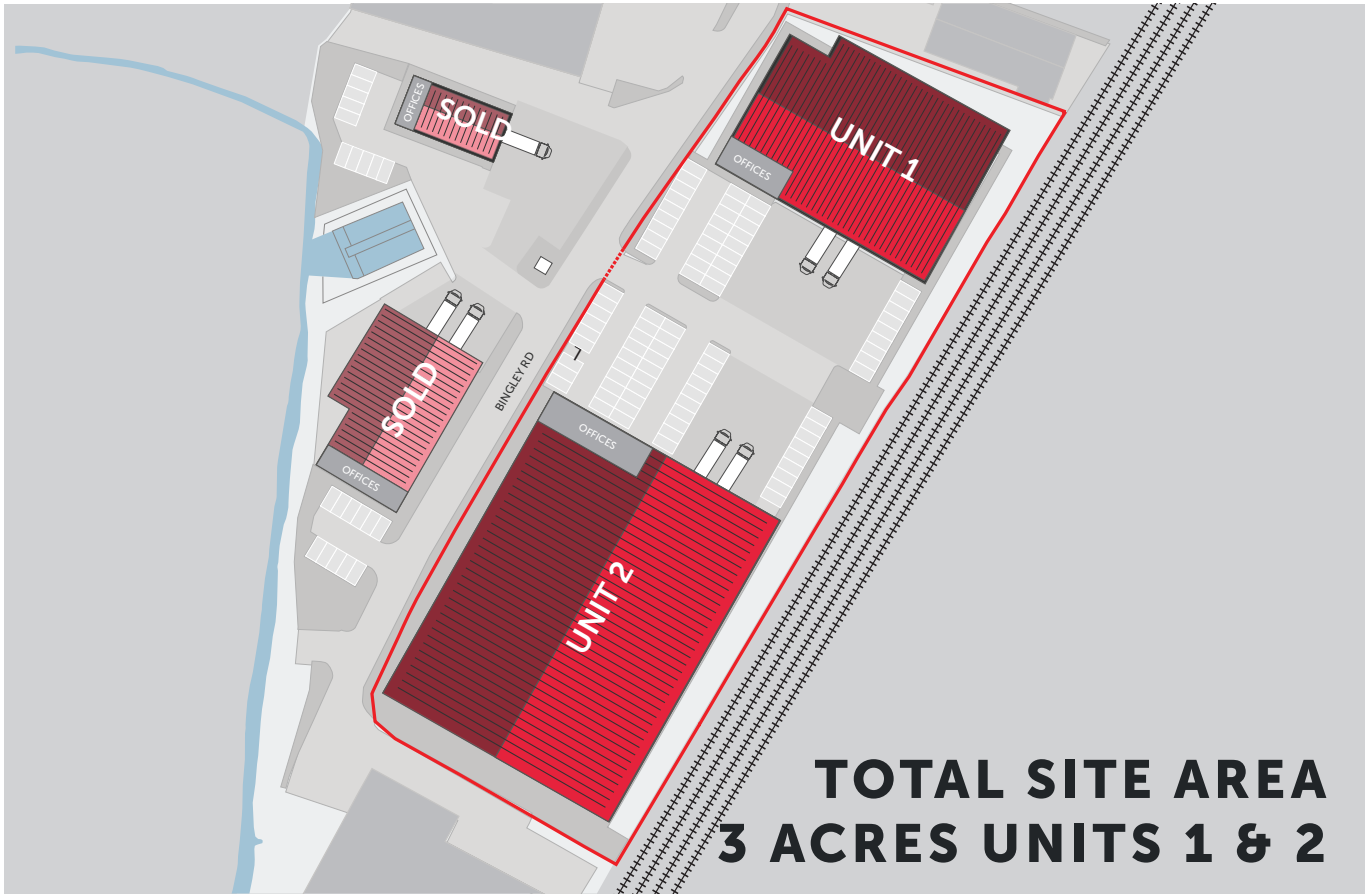 OFFICES
SOLD
UNIT 1
OFFICES
SOLD
OFFICES
BINGLEY RD
OFFICES
UNIT 2
TOTAL SITE AREA
3 ACRES UNITS 1 & 2